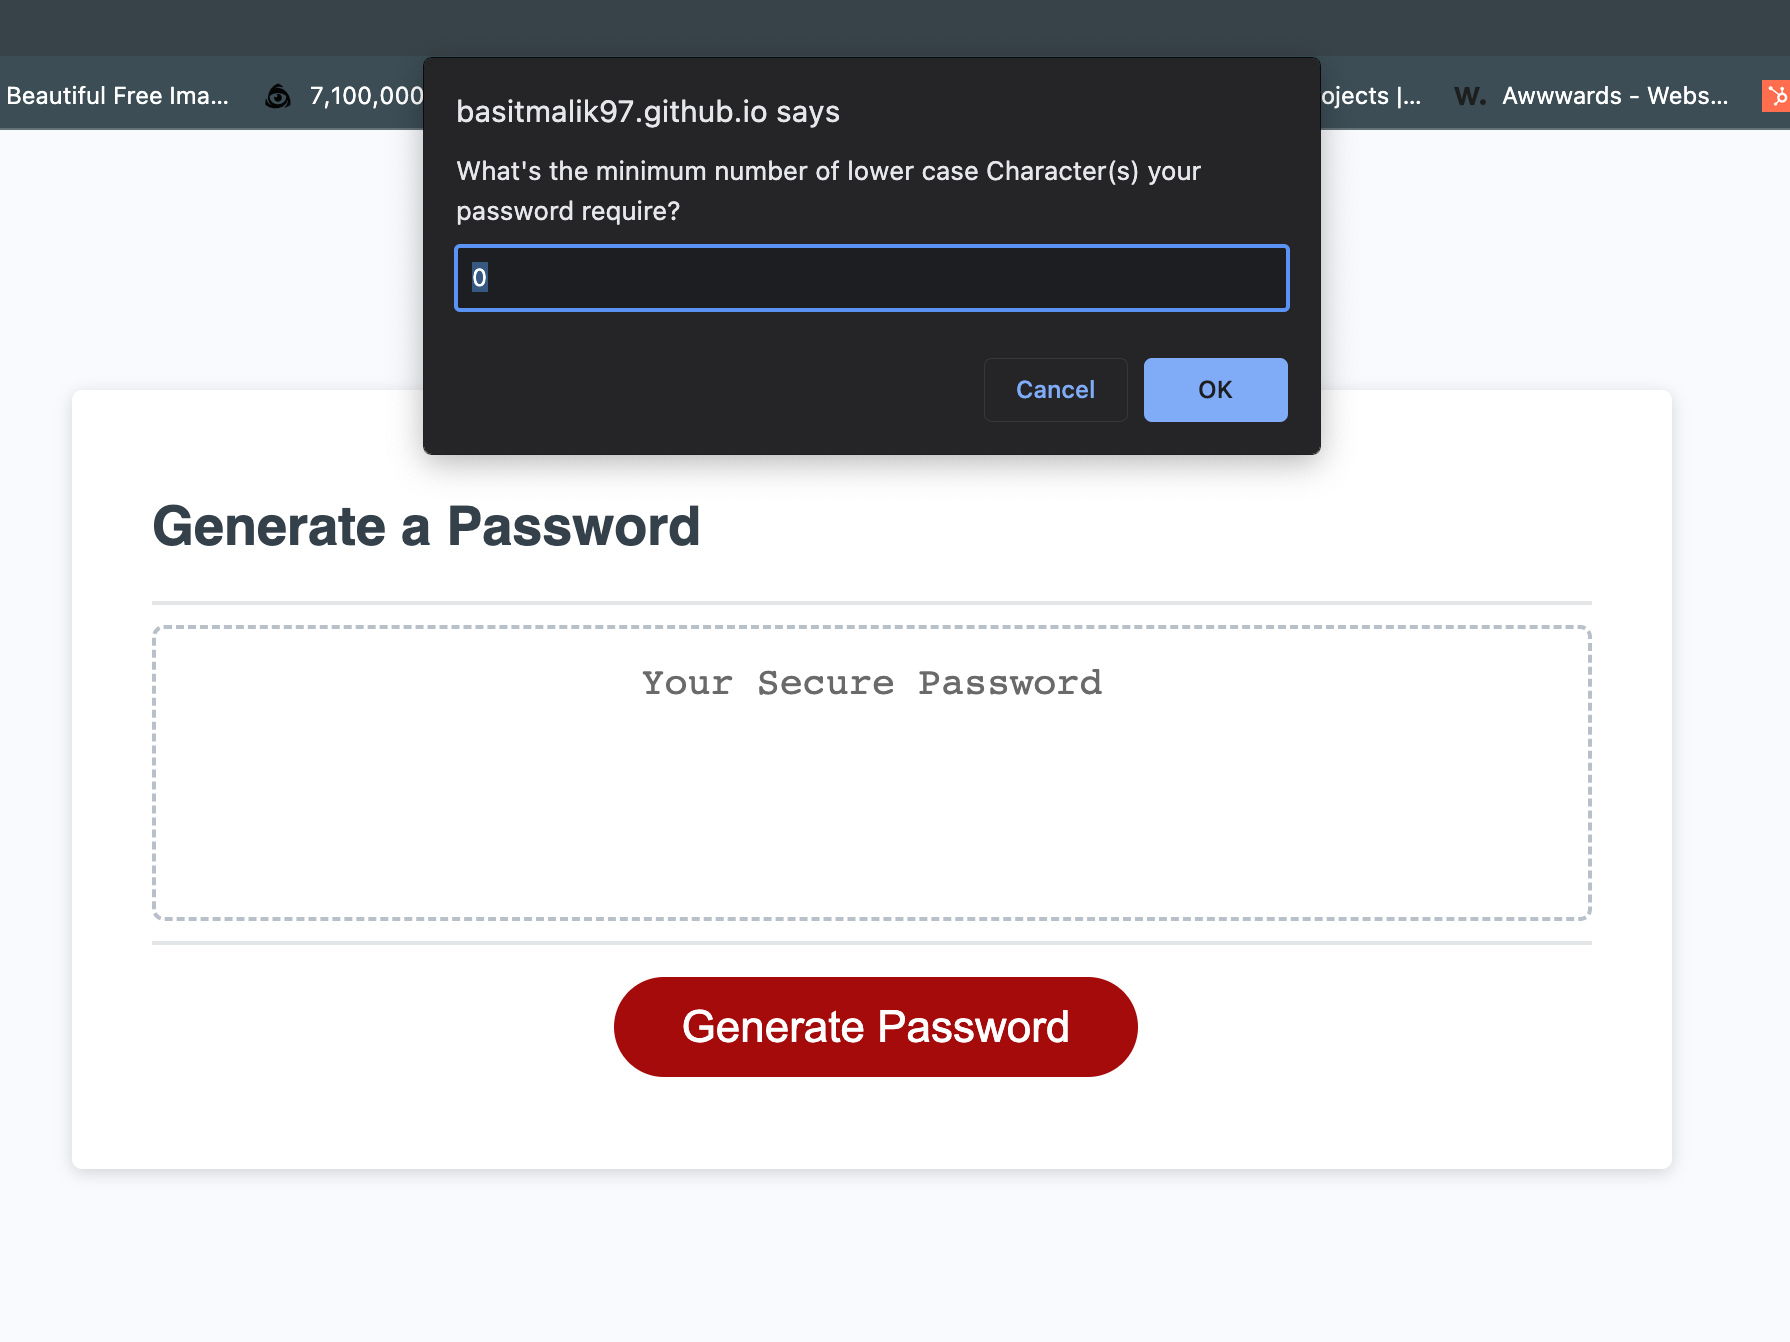 Beautiful Free Ima...
7,100,000
ojects |...
W. Awwwards - Webs...
basitmalik97.github.io says
What's the minimum number of lower case Character(s) your
password require?
0
Cancel
OK
Generate a Password
Your Secure Password
Generate Password